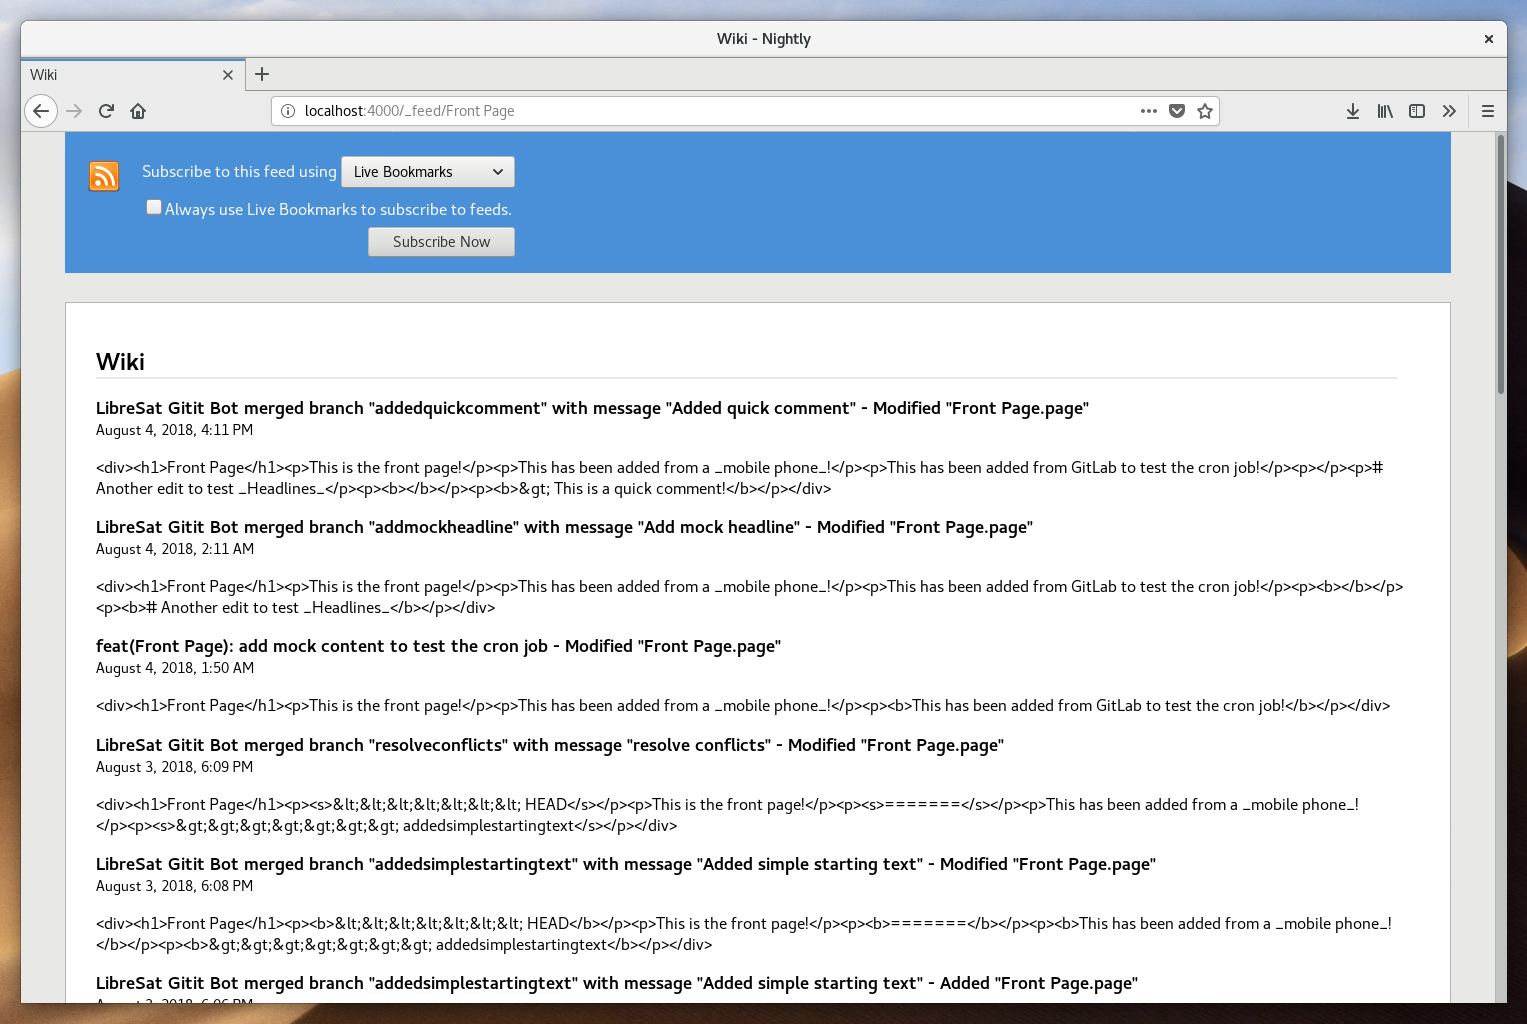 Wiki - Nightly
Wiki
localhost:4000/_feed/Front Page
Subscribe to this feed using Live Bookmarks
Always use Live Bookmarks to subscribe to feeds.
Subscribe Now
Wiki
LibreSat Gitit Bot merged branch "addedquickcomment" with message "Added quick comment" - Modified "Front Page.page"
August 4, 2018, 4:11 PM
<div><h1>Front Page</h1><p>This is the front page!</p><p>This has been added from a _mobile phone_!</p><p>This has been added from GitLab to test the cron job!</p><p></p><p>#
Another edit to test _Headlines_</p><p><b></b></p><p><b>&gt; This is a quick comment!</b></p></div>
LibreSat Gitit Bot merged branch "addmockheadline" with message "Add mock headline" - Modified "Front Page.page"
August 4, 2018, 2:11 AM
<div><h1>Front Page</h1><p>This is the front page!</p><p>This has been added from a _mobile phone_!</p><p>This has been added from GitLab to test the cron job!</p><p><b></b></p>
<p><b># Another edit to test _Headlines_</b></p></div>
feat(Front Page): add mock content to test the cron job - Modified "Front Page.page"
August 4, 2018, 1:50 AM
<div><h1>Front Page</h1><p>This is the front page!</p><p>This has been added from a _mobile phone_!</p><p><b>This has been added from GitLab to test the cron job!</b></p></div>
LibreSat Gitit Bot merged branch "resolveconflicts" with message "resolve conflicts" - Modified "Front Page.page"
August 3, 2018, 6:09 PM
<div><h1>Front Page</h1><p><s>&lt;&lt;&lt;&lt;&lt;&lt;&lt; HEAD</s></p><p>This is the front page!</p><p><s>=======</s></p><p>This has been added from a _mobile phone_!
</p><p><s>&gt;&gt;&gt;&gt;&gt;&gt;&gt; addedsimplestartingtext</s></p></div>
LibreSat Gitit Bot merged branch "addedsimplestartingtext" with message "Added simple starting text" - Modified "Front Page.page"
August 3, 2018, 6:08 PM
<div><h1>Front Page</h1><p><b>&lt;&lt;&lt;&lt;&lt;&lt;&lt; HEAD</b></p><p>This is the front page!</p><p><b>=======</b></p><p><b>This has been added from a _mobile phone_!
</b></p><p><b>&gt;&gt;&gt;&gt;&gt;&gt;&gt; addedsimplestartingtext</b></p></div>
LibreSat Gitit Bot merged branch "addedsimplestartingtext" with message "Added simple starting text" - Added "Front Page.page"
August 3, 2018, 6:06 PM